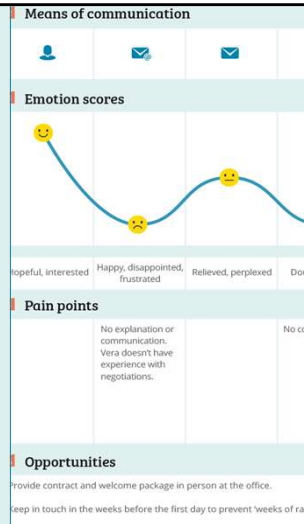 Means of communication
Emotion scores
Hopeful, interested
Happy, disappointed,
frustrated
Relieved, perplexed
Pain points
No explanation or
communication.
Vera doesn't have
experience with
negotiations.
No
Opportunities
Provide contract and welcome package in person at the office.
Keep in touch in the weeks before the first day to prevent 'weeks of